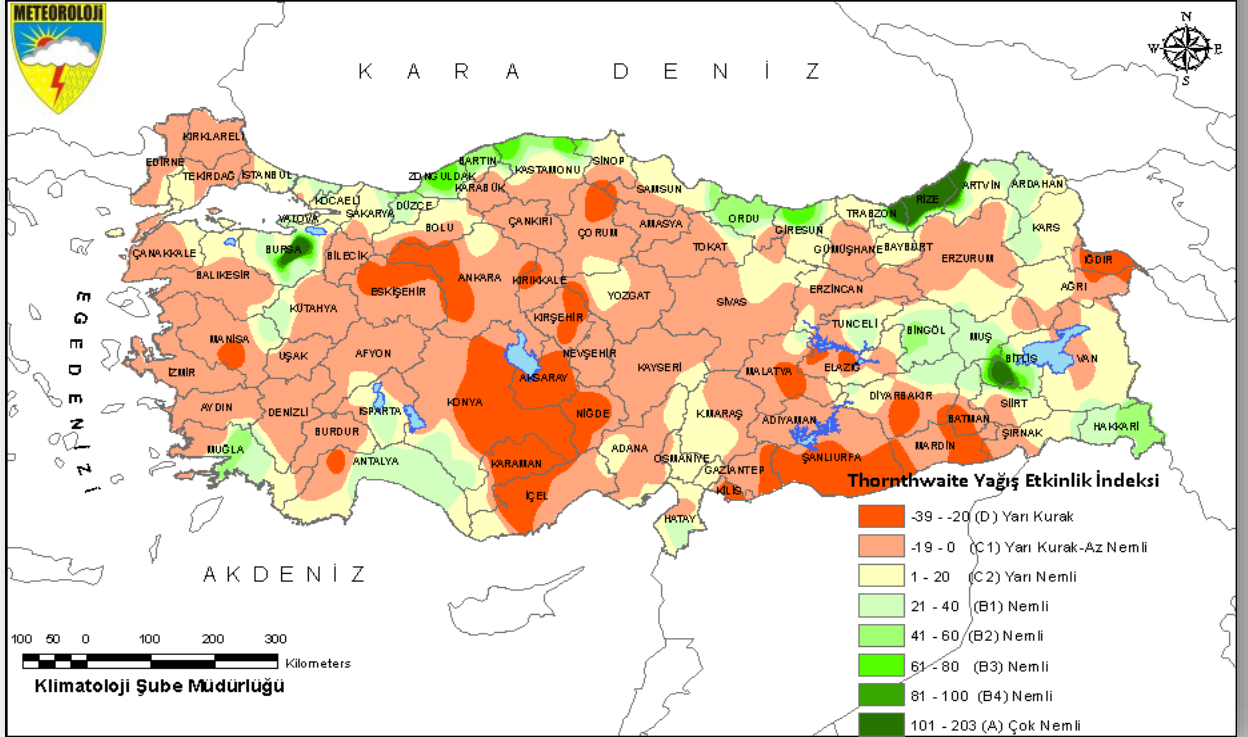 METEOROLOJİ
N
W E
S
KARA DENİZ
KIRKLARELİ
EDİRNE
TEKİRDAĞ
İSTANBUL
KOCAELİ
YALOVA
SAKARYA
DÜZCE
ZONGULDAK
BARTIN
KARABÜK
KASTAMONU
SİNOP
SAMSUN
BOLU
ÇANKIRI
ÇORUM
AMASYA
TOKAT
ORDU
GİRESUN
TRABZON
RİZE
ARTVİN
ARDAHAN
KARS
GÜMÜŞHANE
BAYBURT
ERZURUM
IĞDIR
AĞRI
ÇANAKKALE
BALIKESİR
BURSA
BİLECİK
ESKİŞEHİR
ANKARA
KIRIKKALE
YOZGAT
SİVAS
ERZİNCAN
KÜTAHYA
KIRŞEHİR
TUNCELİ
BİNGÖL
MUŞ
BİTLİS
VAN
EGE DENİZİ
MANİSA
UŞAK
AFYON
NEVŞEHİR
KAYSERİ
MALATYA
ELAZIĞ
İZMİR
AKSARAY
DİYARBAKIR
SİİRT
AYDIN
DENİZLİ
ISPARTA
KONYA
NİĞDE
K.MARAŞ
ADIYAMAN
BATMAN
ŞIRNAK
HAKKARİ
BURDUR
MUĞLA
ANTALYA
KARAMAN
ADANA
OSMANİYE
GAZİANTEP
ŞANLIURFA
MARDİN
İÇEL
KİLİS
HATAY
AKDENİZ
Thornthwaite Yağış Etkinlik İndeksi
-39 - -20 (D) Yarı Kurak
-19 - 0 (C1) Yarı Kurak-Az Nemli
1 - 20 (C2) Yarı Nemli
21 - 40 (B1) Nemli
41 - 60 (B2) Nemli
61 - 80 (B3) Nemli
81 - 100 (B4) Nemli
101 - 203 (A) Çok Nemli
100 50 0 100 200 300
Kilometers
Klimatoloji Şube Müdürlüğü